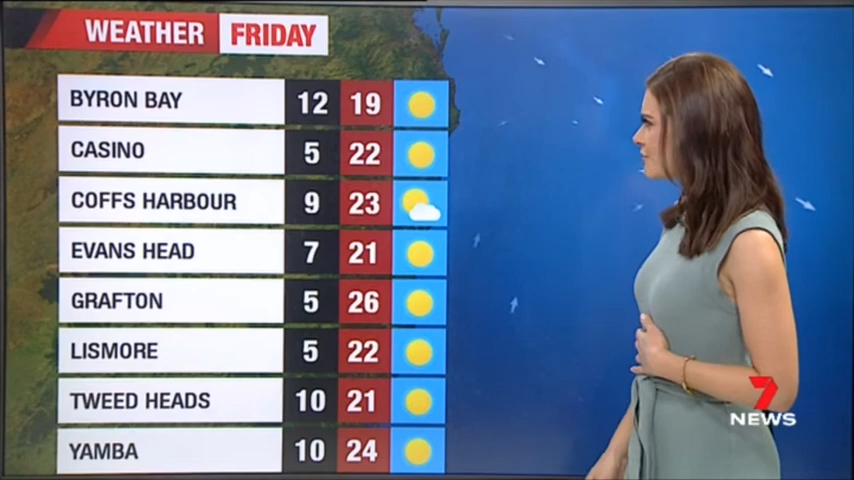 WEATHER FRIDAY
BYRON BAY 12 19
CASINO 5 22
COFFS HARBOUR 9 23
EVANS HEAD 7 21
GRAFTON 5 26
LISMORE 5 22
TWEED HEADS 10 21
YAMBA 10 24
7
NEWS